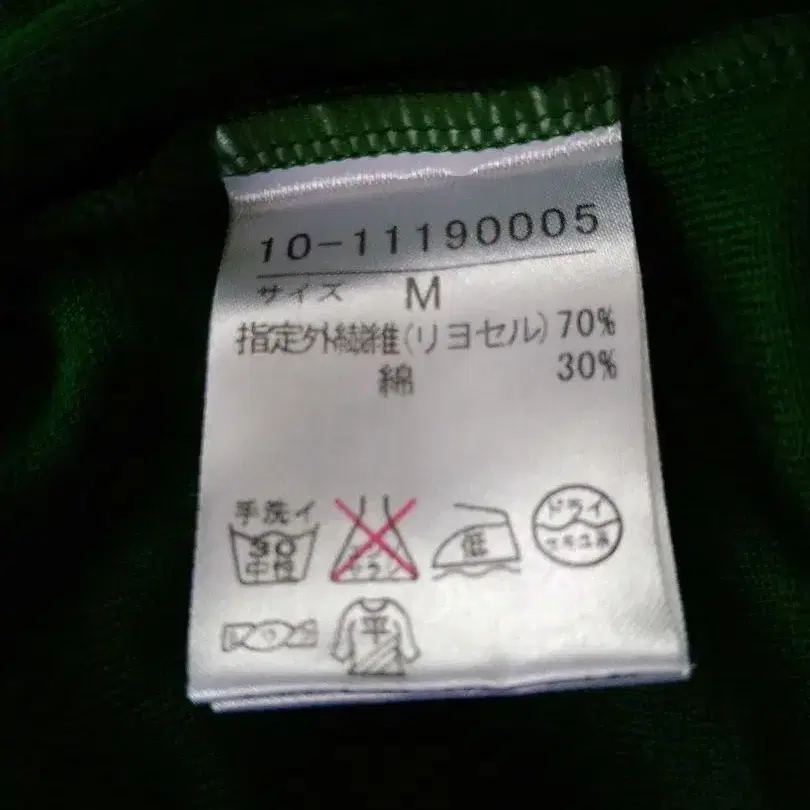 10-11190005
サイズ M
指定外繊維(リヨセル) 70%
綿 30%
手洗イ
30 中性
低
ドライ
平